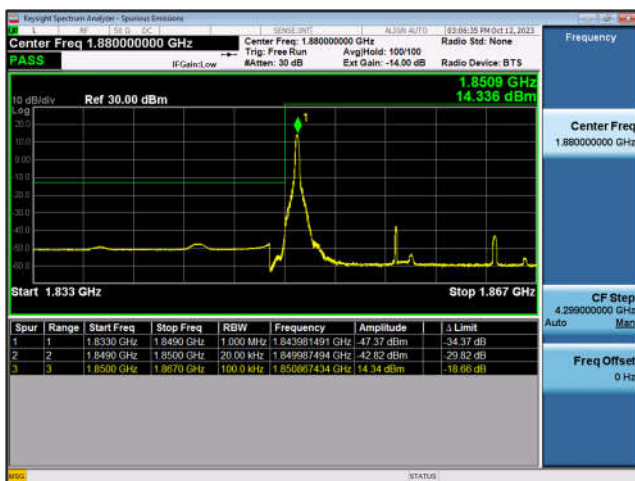 Keysight Spectrum Analyzer - Spurious Emissions
L RF 50 Ω DC SENSE:INT ALIGN AUTO 03:06:35 PM Oct 12, 2023
Center Freq 1.880000000 GHz
Center Freq: 1.880000000 GHz Radio Std: None
Trig: Free Run Avg|Hold: 100/100
PASS IFGain:Low #Atten: 30 dB Ext Gain: -14.00 dB Radio Device: BTS
1.8509 GHz
14.336 dBm
10 dB/div Ref 30.00 dBm
Log
20.0
10.0
0.0
-10.0
-20.0
-30.0
-40.0
-50.0
-60.0
1
Start 1.833 GHz Stop 1.867 GHz
Spur Range Start Freq Stop Freq RBW Frequency Amplitude Δ Limit
1 1 1.8330 GHz 1.8490 GHz 1.000 MHz 1.843981491 GHz -47.37 dBm -34.37 dB
2 2 1.8490 GHz 1.8500 GHz 20.00 kHz 1.849987494 GHz -42.82 dBm -29.82 dB
3 3 1.8500 GHz 1.8670 GHz 100.0 kHz 1.850867434 GHz 14.34 dBm -18.66 dB
MSG STATUS
Frequency
Center Freq
1.880000000 GHz
CF Step
4.299000000 GHz
Auto Man
Freq Offset
0 Hz